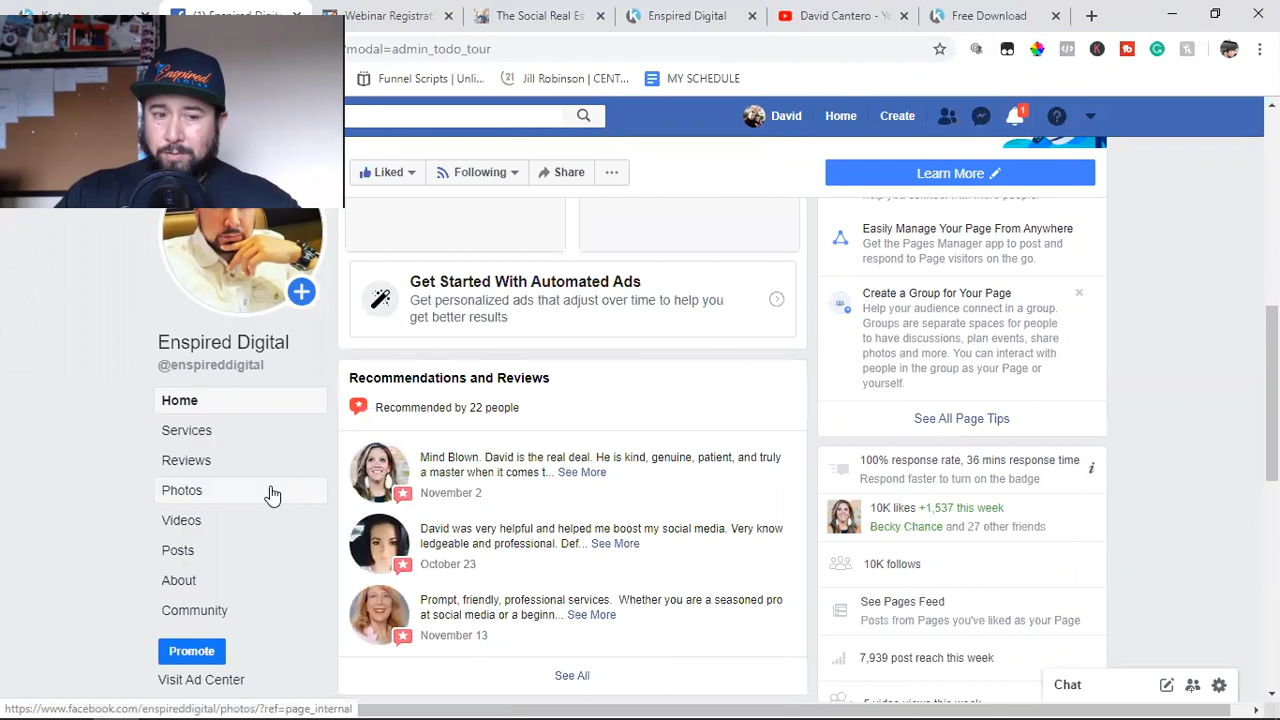 Enspired Digit
Webinar Registrat
The Social Bull
Enspired Digital
David Cantero - Yo
Free Download
?modal=admin_todo_tour
Funnel Scripts | Unli...
21 Jill Robinson | CENT...
MY SCHEDULE
Enspired
David
Home
Create
1
Liked
Following
Share
Learn More
Easily Manage Your Page From Anywhere
Get the Pages Manager app to post and
respond to Page visitors on the go.
Get Started With Automated Ads
Get personalized ads that adjust over time to help you
get better results
Create a Group for Your Page
Help your audience connect in a group.
Groups are separate spaces for people
to have discussions, plan events, share
photos and more. You can interact with
people in the group as your Page or
yourself.
See All Page Tips
Enspired Digital
@enspireddigital
Home
Services
Reviews
Photos
Videos
Posts
About
Community
Promote
Visit Ad Center
Recommendations and Reviews
Recommended by 22 people
Mind Blown. David is the real deal. He is kind, genuine, patient, and truly
a master when it comes t... See More
November 2
David was very helpful and helped me boost my social media. Very know
ledgeable and professional. Def... See More
October 23
Prompt, friendly, professional services. Whether you are a seasoned pro
at social media or a beginn... See More
November 13
See All
100% response rate, 36 mins response time
Respond faster to turn on the badge
10K likes +1,537 this week
Becky Chance and 27 other friends
10K follows
See Pages Feed
Posts from Pages you've liked as your Page
7,939 post reach this week
Chat
https://www.facebook.com/enspireddigital/photos/?ref=page_internal